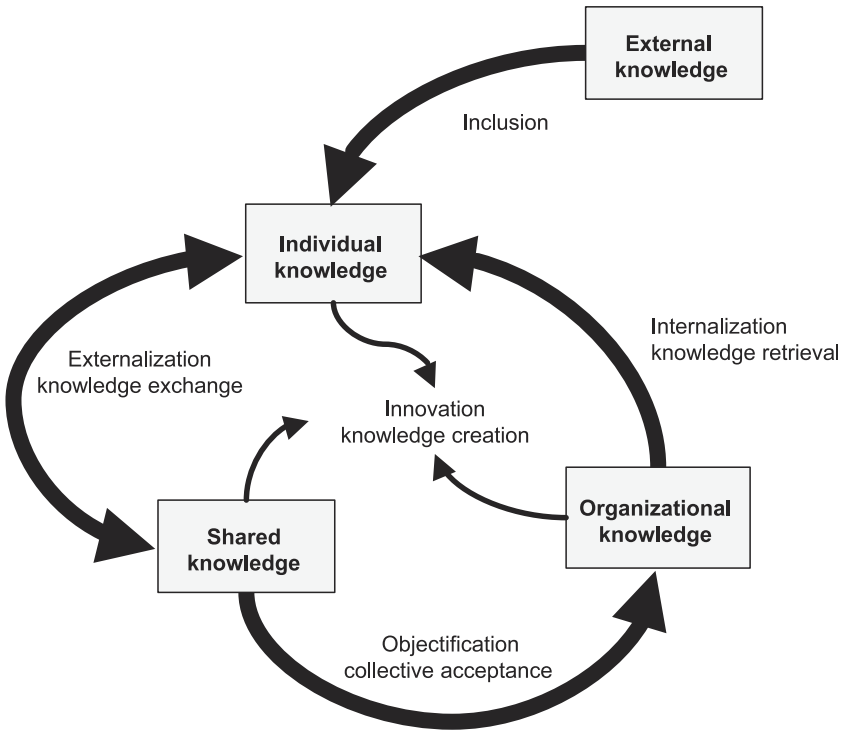 External
knowledge
Inclusion
Individual
knowledge
Internalization
knowledge retrieval
Externalization
knowledge exchange
Innovation
knowledge creation
Organizational
knowledge
Shared
knowledge
Objectification
collective acceptance